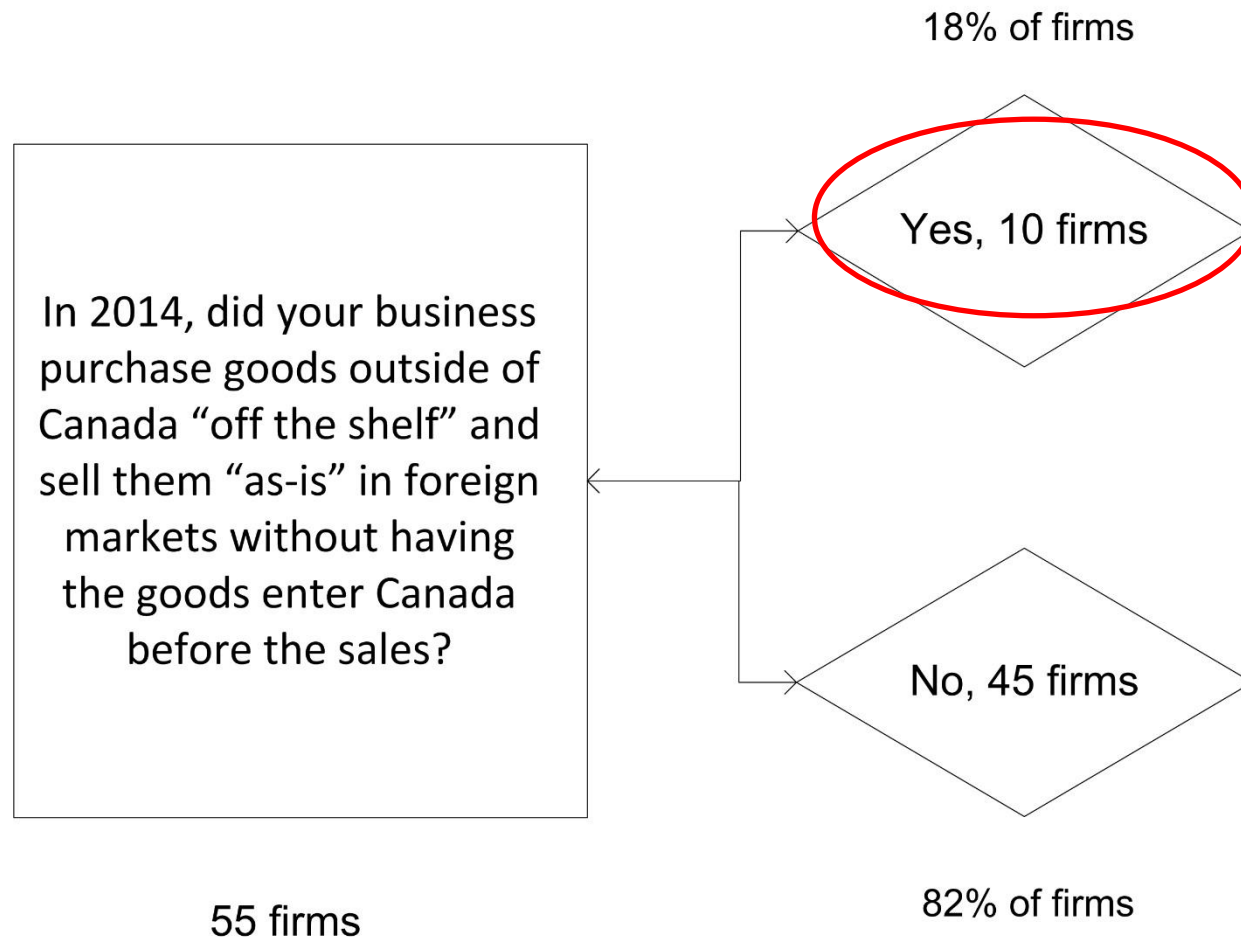 18% of firms
Yes, 10 firms
In 2014, did your business
purchase goods outside of
Canada “off the shelf” and
sell them “as-is” in foreign
markets without having
the goods enter Canada
before the sales?
No, 45 firms
55 firms
82% of firms